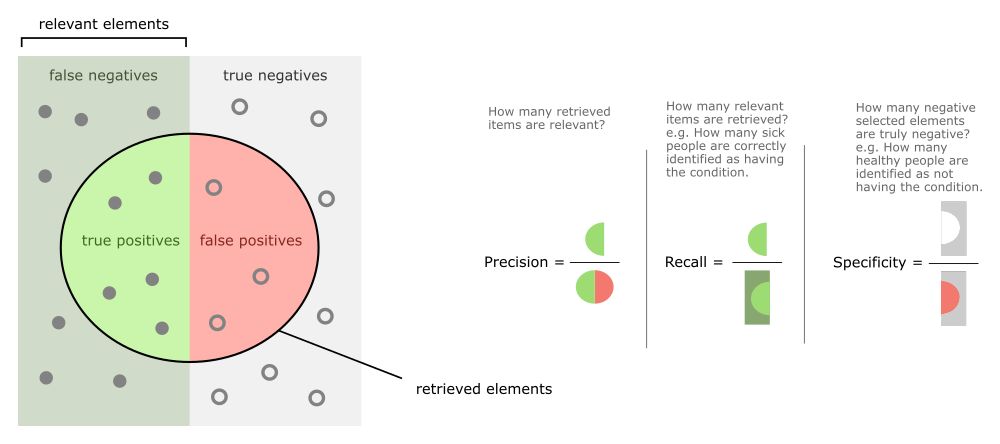 relevant elements
false negatives
true negatives
true positives
false positives
retrieved elements
How many retrieved
items are relevant?
Precision =
How many relevant
items are retrieved?
e.g. How many sick
people are correctly
identified as having
the condition.
Recall =
How many negative
selected elements
are truly negative?
e.g. How many
healthy people are
identified as not
having the condition.
Specificity =